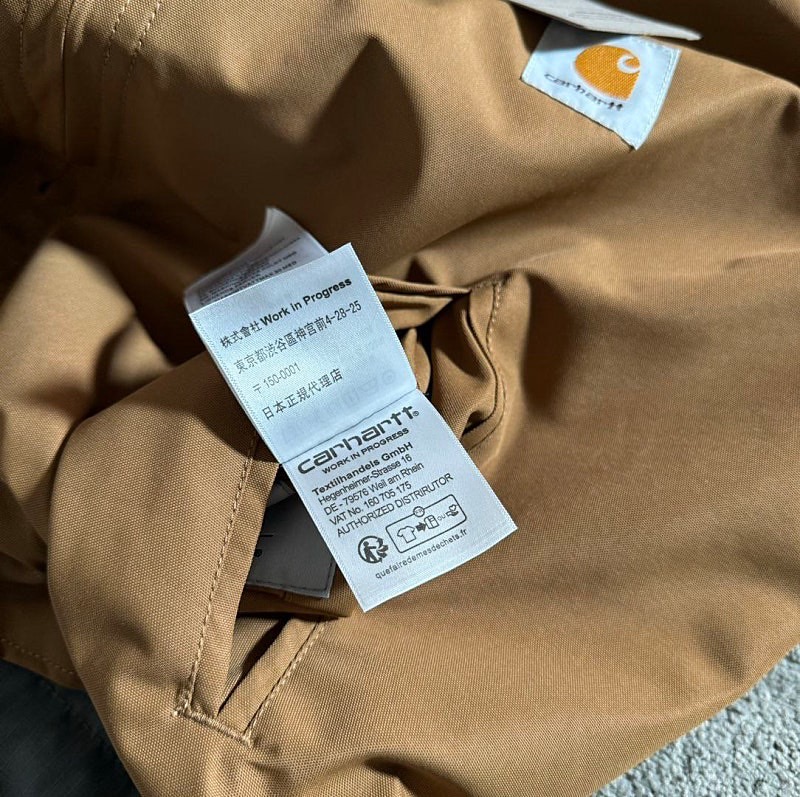 carhartt
株式會社 Work in Progress
東京都渋谷區神宮前4-28-25
〒150-0001
日本正規代理店
carhartt®
WORK IN PROGRESS
Textilhandels GmbH
Hegenheimer-Strasse 16
DE - 79576 Weil am Rhein
VAT No. 160 705 175
AUTHORIZED DISTRIRUTOR
OU
quefairedemesdechets.fr